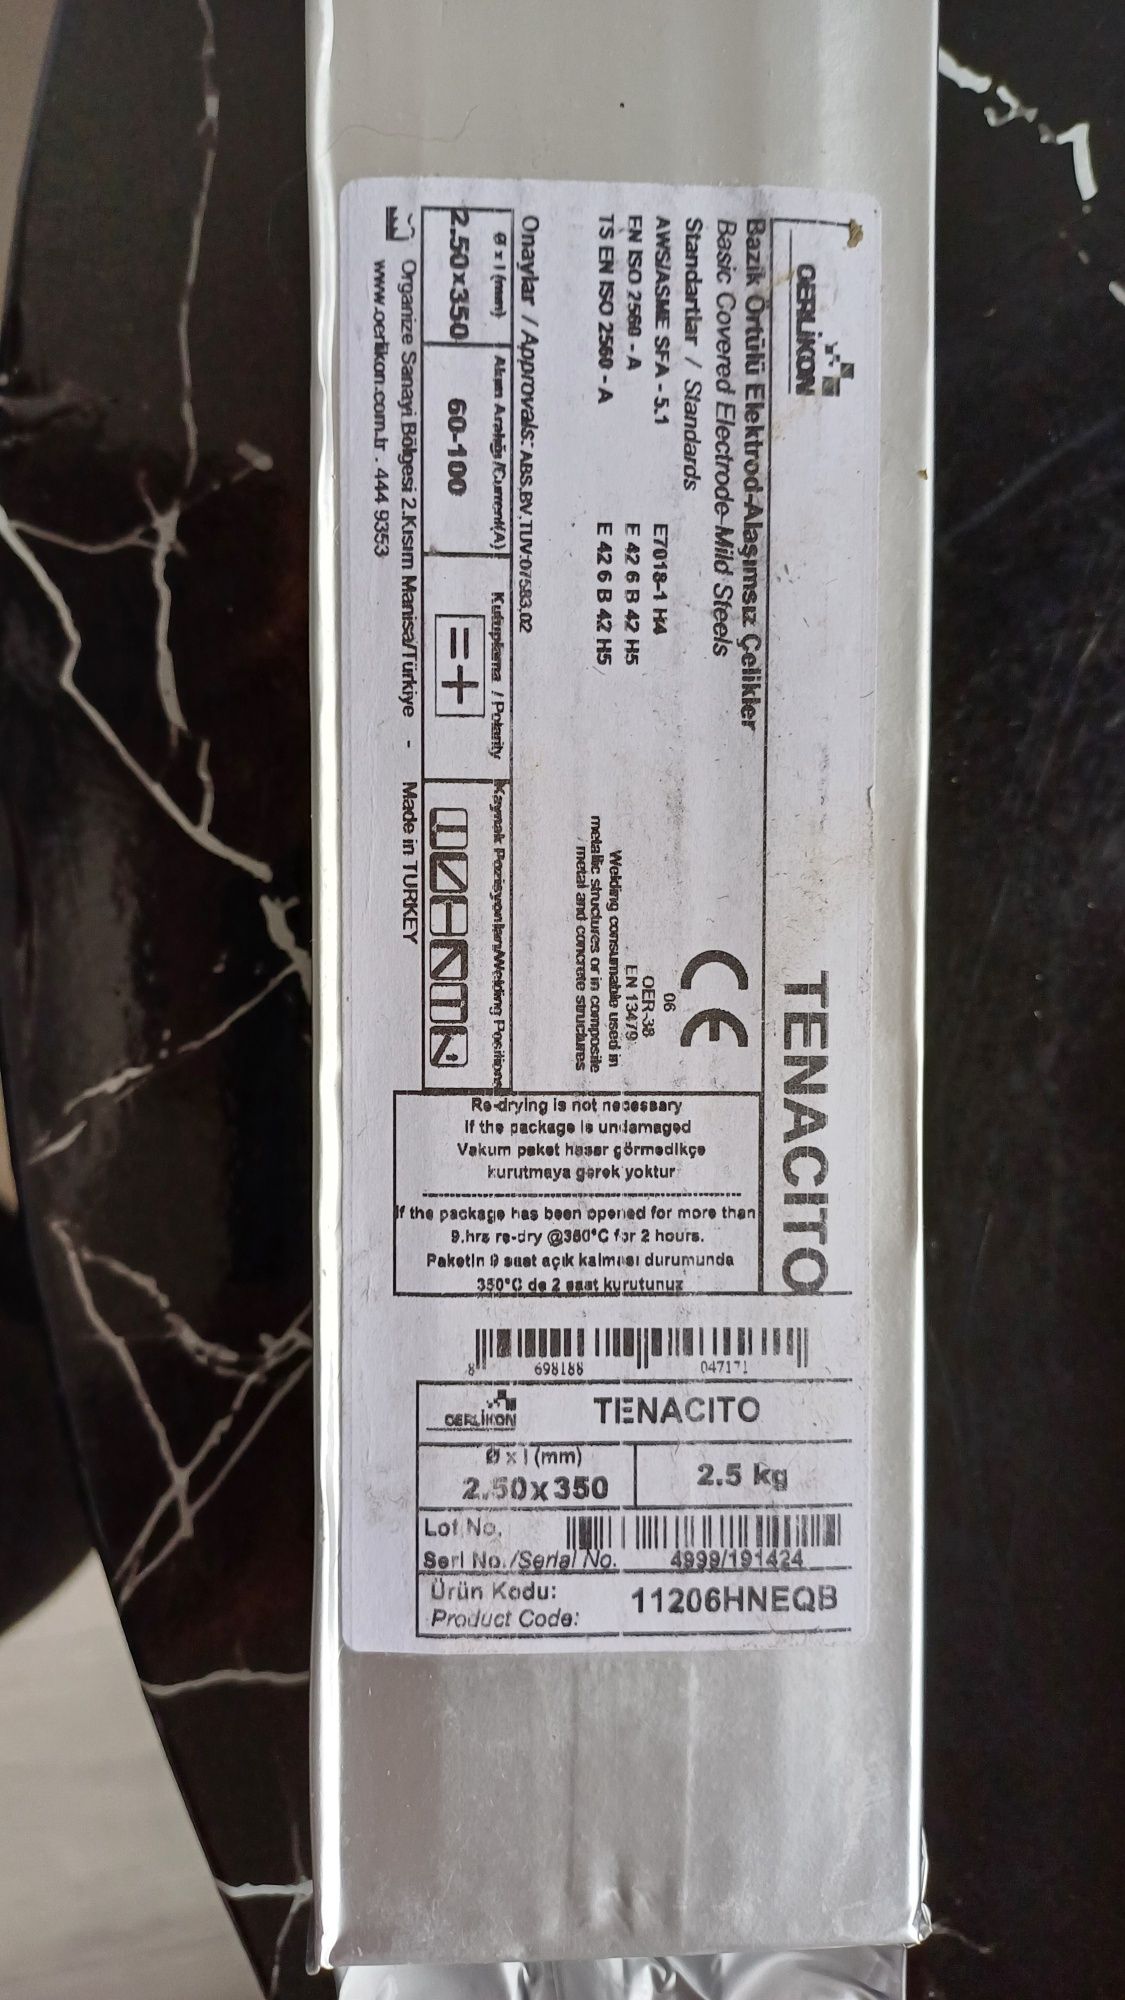 OERLİKON
TENACITO
Bazik Örtülü Elektrod-Alaşımsız Çelikler
Basic Covered Electrode-Mild Steels
Standartlar / Standards
AWS/ASME SFA - 5.1 E7018-1 H4
EN ISO 2560 - A E 42 6 B 42 H5
TS EN ISO 2560 - A E 42 6 B 42 H5
CE
06
OER-38
EN 13479
Welding consumable used in
metallic structures or in composite
metal and concrete structures
Onaylar / Approvals: ABS,BV,TUV:07583,02
Ø x l (mm) Akım Aralığı /Current(A) Kutuplama / Polarity Kaynak Pozisyonları/Welding Positions
2.50x350 60-100 =+
Organize Sanayi Bölgesi 2.Kısım Manisa/Türkiye - Made in TURKEY
www.oerlikon.com.tr - 444 9353
Re-drying is not necessary
If the package is undamaged
Vakum paket hasar görmedikçe
kurutmaya gerek yoktur
If the package has been opened for more than
9.hrs re-dry @350°C for 2 hours.
Paketin 9 saat açık kalması durumunda
350°C de 2 saat kurutunuz
8 698188 047171
OERLİKON
TENACITO
Ø x l (mm)
2.50x350
2.5 kg
Lot No.
Seri No./Serial No. 4999/191424
Ürün Kodu:
Product Code:
11206HNEQB